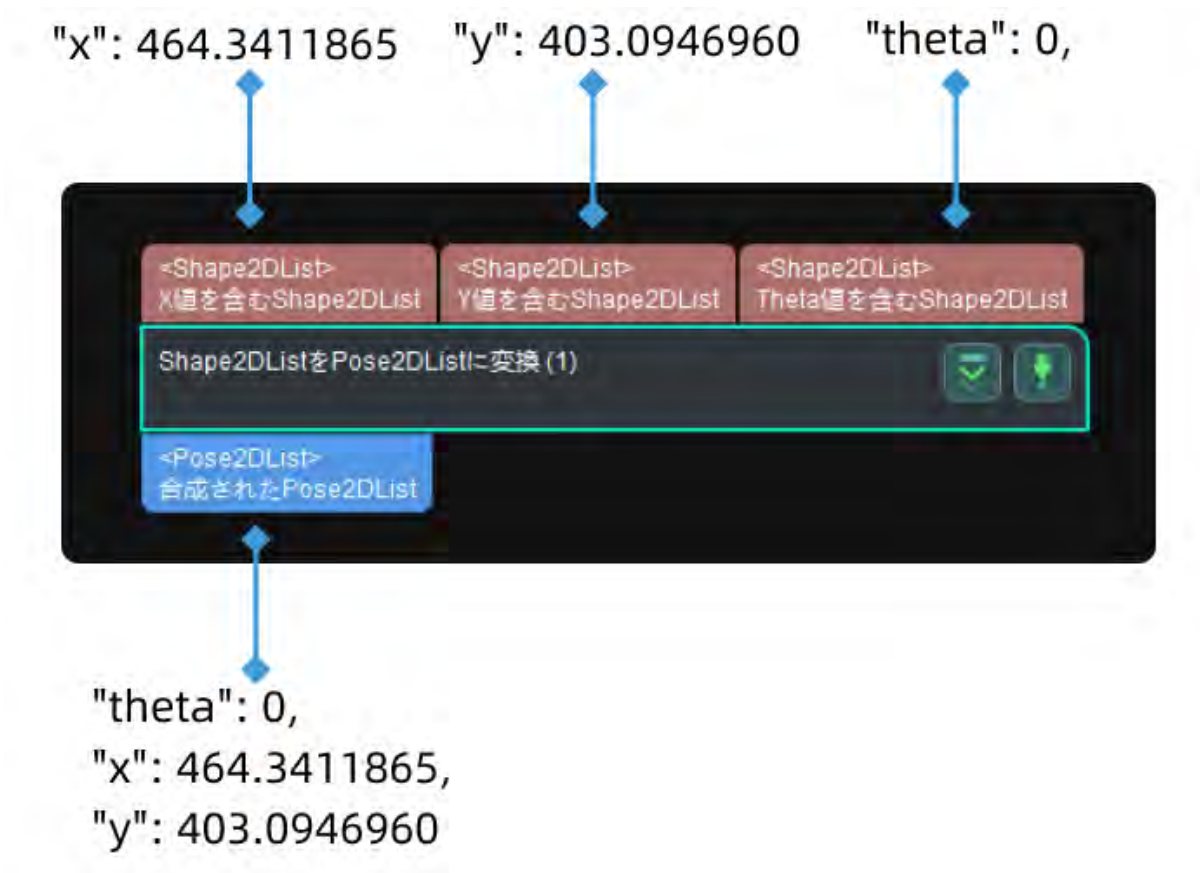 "x": 464.3411865 "y": 403.0946960 "theta": 0,
<Shape2DList> <Shape2DList> <Shape2DList>
X値を含むShape2DList Y値を含むShape2DList Theta値を含むShape2DList
Shape2DListをPose2DListに変換 (1)
<Pose2DList>
合成されたPose2DList
"theta": 0,
"x": 464.3411865,
"y": 403.0946960